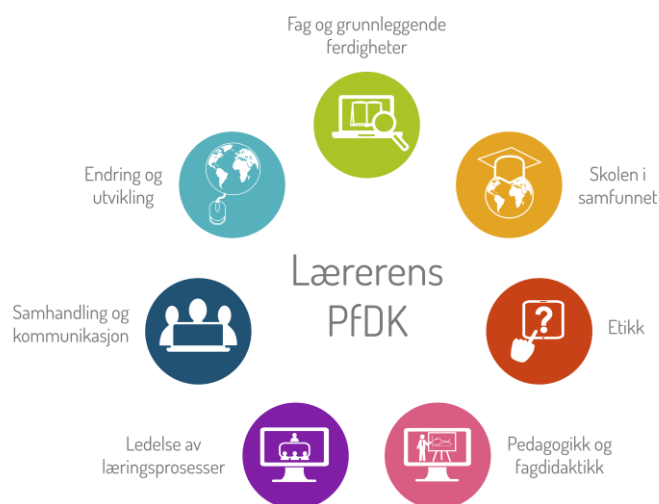 Fag og grunnleggende
ferdigheter
Skolen i
samfunnet
Etikk
Pedagogikk og
fagdidaktikk
Ledelse av
læringsprosesser
Samhandling og
kommunikasjon
Endring og
utvikling
Lærerens
PfDK
?